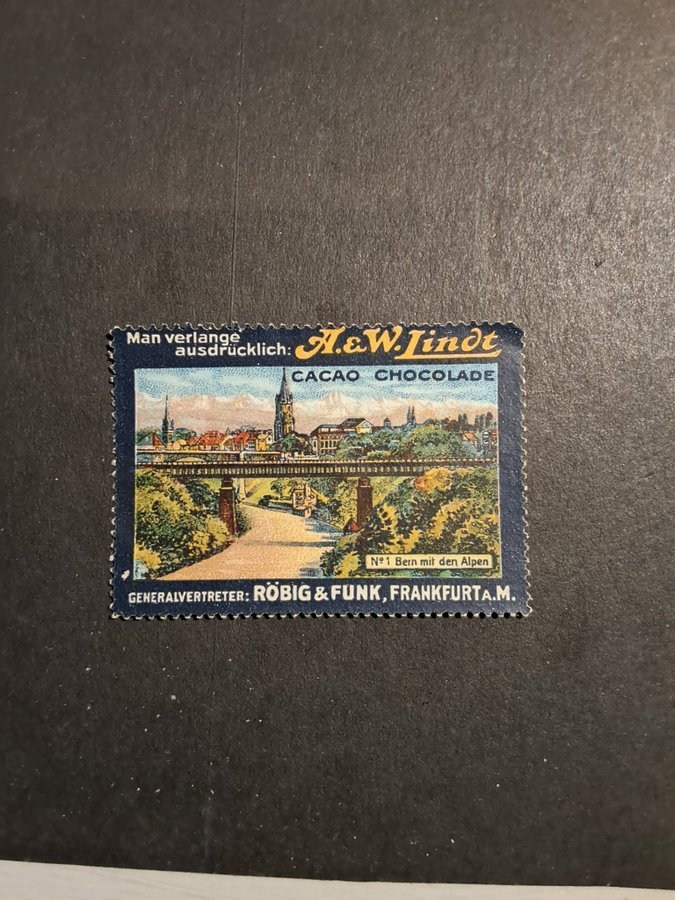 Man verlange
ausdrücklich: A. & W. Lindt
CACAO CHOCOLADE
Nº 1 Bern mit den Alpen
GENERALVERTRETER: RÖBIG & FUNK, FRANKFURT A. M.